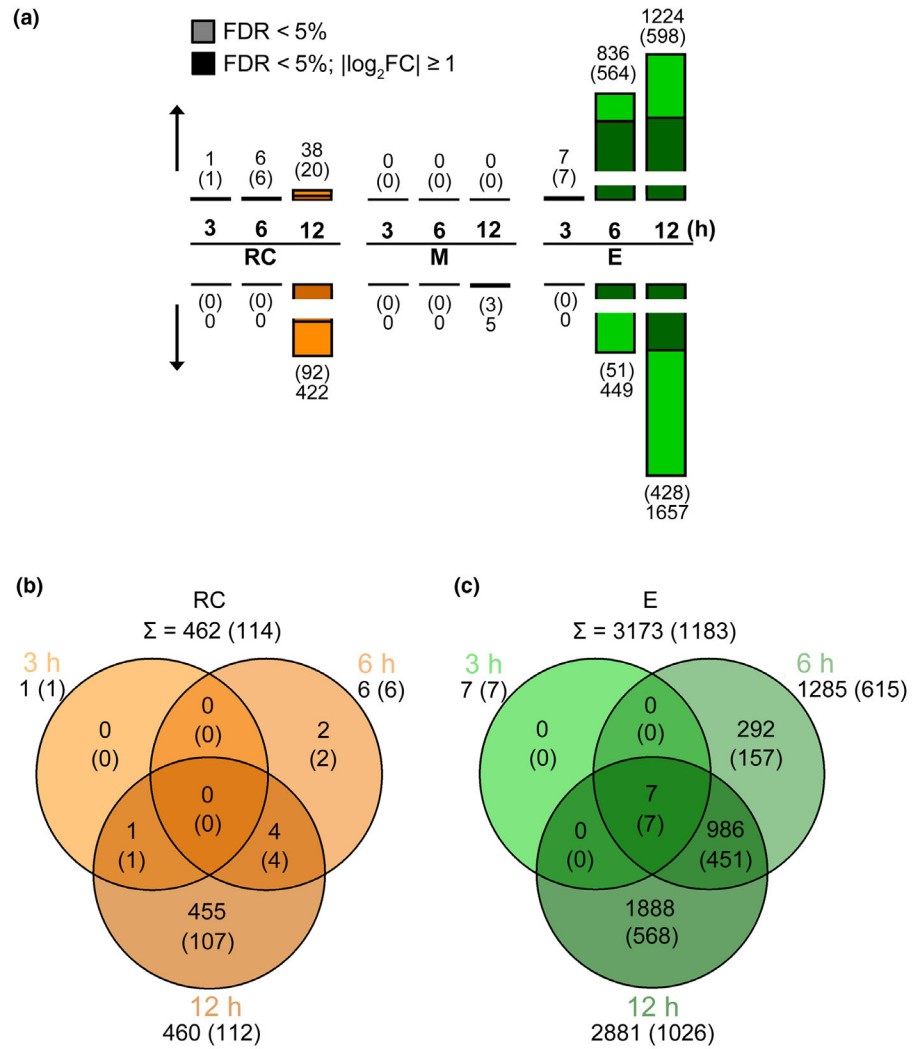 (a)
FDR < 5%
FDR < 5%; |log₂FC| ≥ 1
1 6 38 0 0 0 7 836 1224
(1) (6) (20) (0) (0) (0) (7) (564) (598)
3 6 12 3 6 12 3 6 12 (h)
RC M E
(0) (0) (92) (0) (0) (3) (0) (51) (428)
0 0 422 0 0 5 0 449 1657
(b)
RC
Σ = 462 (114)
3 h
1 (1)
6 h
6 (6)
0
(0)
0
(0)
2
(2)
0
(0)
1
(1)
4
(4)
455
(107)
12 h
460 (112)
(c)
E
Σ = 3173 (1183)
3 h
7 (7)
6 h
1285 (615)
0
(0)
0
(0)
292
(157)
7
(7)
0
(0)
986
(451)
1888
(568)
12 h
2881 (1026)